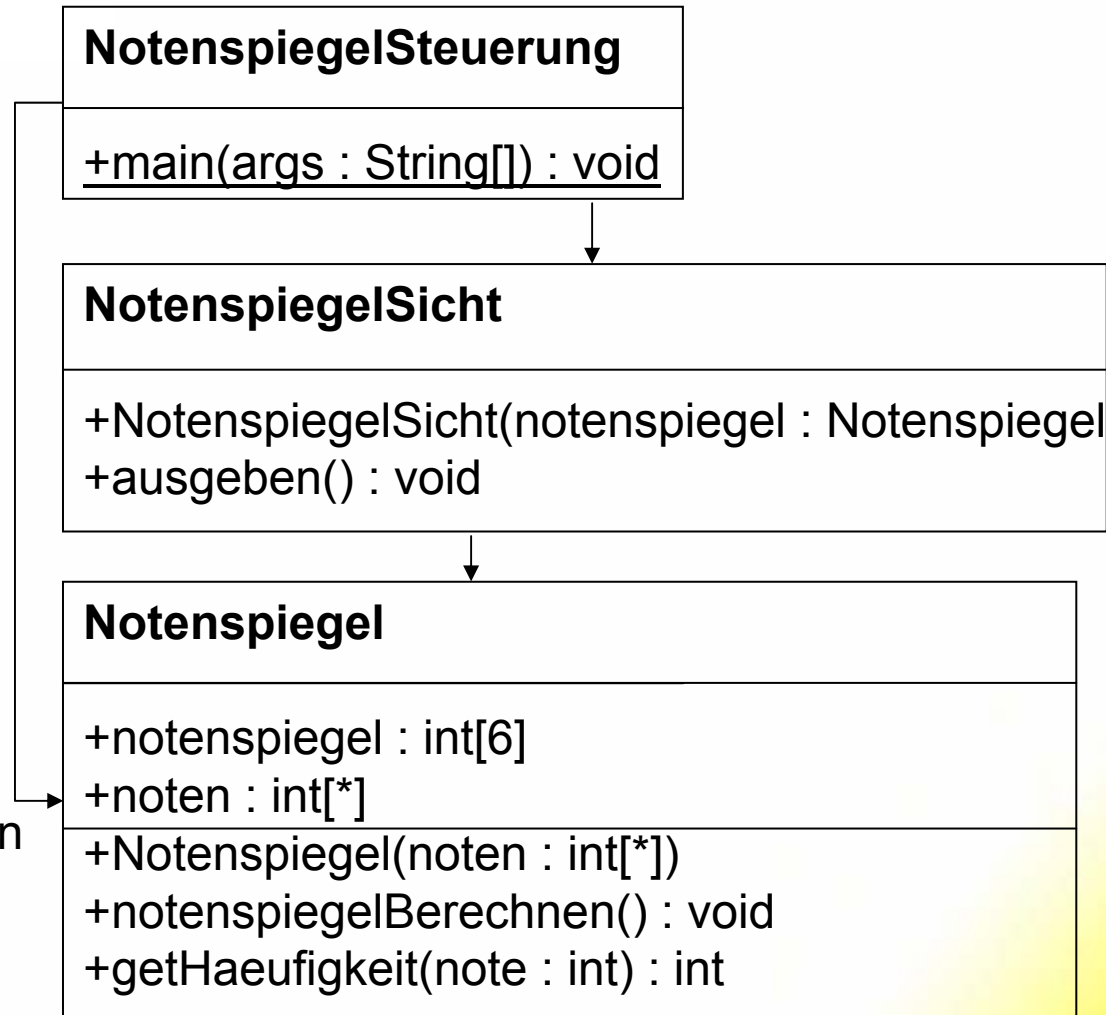 NotenspiegelSteuerung
+main(args : String[]) : void
NotenspiegelSicht
+NotenspiegelSicht(notenspiegel : Notenspiegel
+ausgeben() : void
Notenspiegel
+notenspiegel : int[6]
+noten : int[*]
n
+Notenspiegel(noten : int[*])
+notenspiegelBerechnen() : void
+getHaeufigkeit(note : int) : int